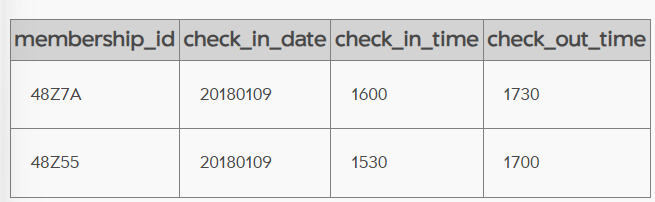 membership_id check_in_date check_in_time check_out_time
48Z7A 20180109 1600 1730
48Z55 20180109 1530 1700